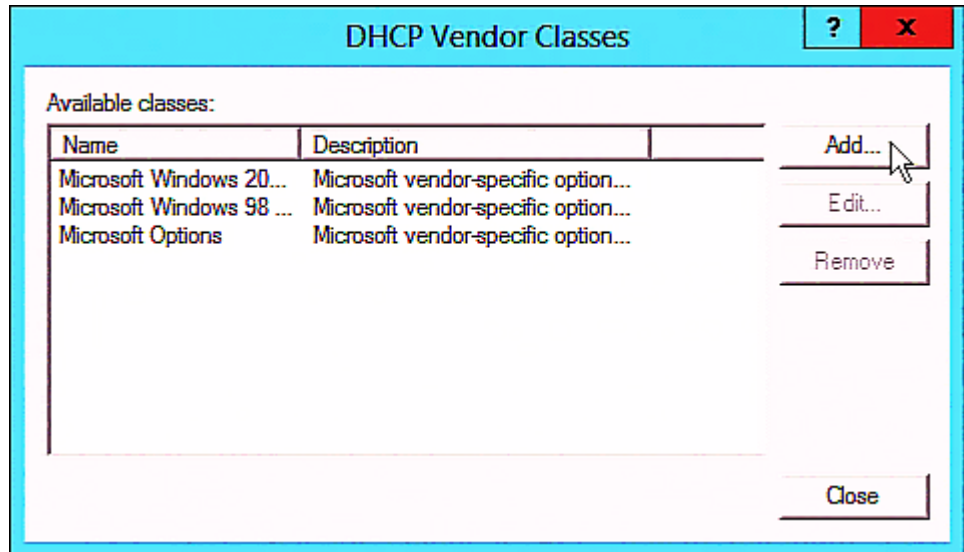 DHCP Vendor Classes ? x
Available classes:
Name Description
Add...
Microsoft Windows 20... Microsoft vendor-specific option...
Microsoft Windows 98 ... Microsoft vendor-specific option...
Edit...
Microsoft Options Microsoft vendor-specific option...
Remove
Close